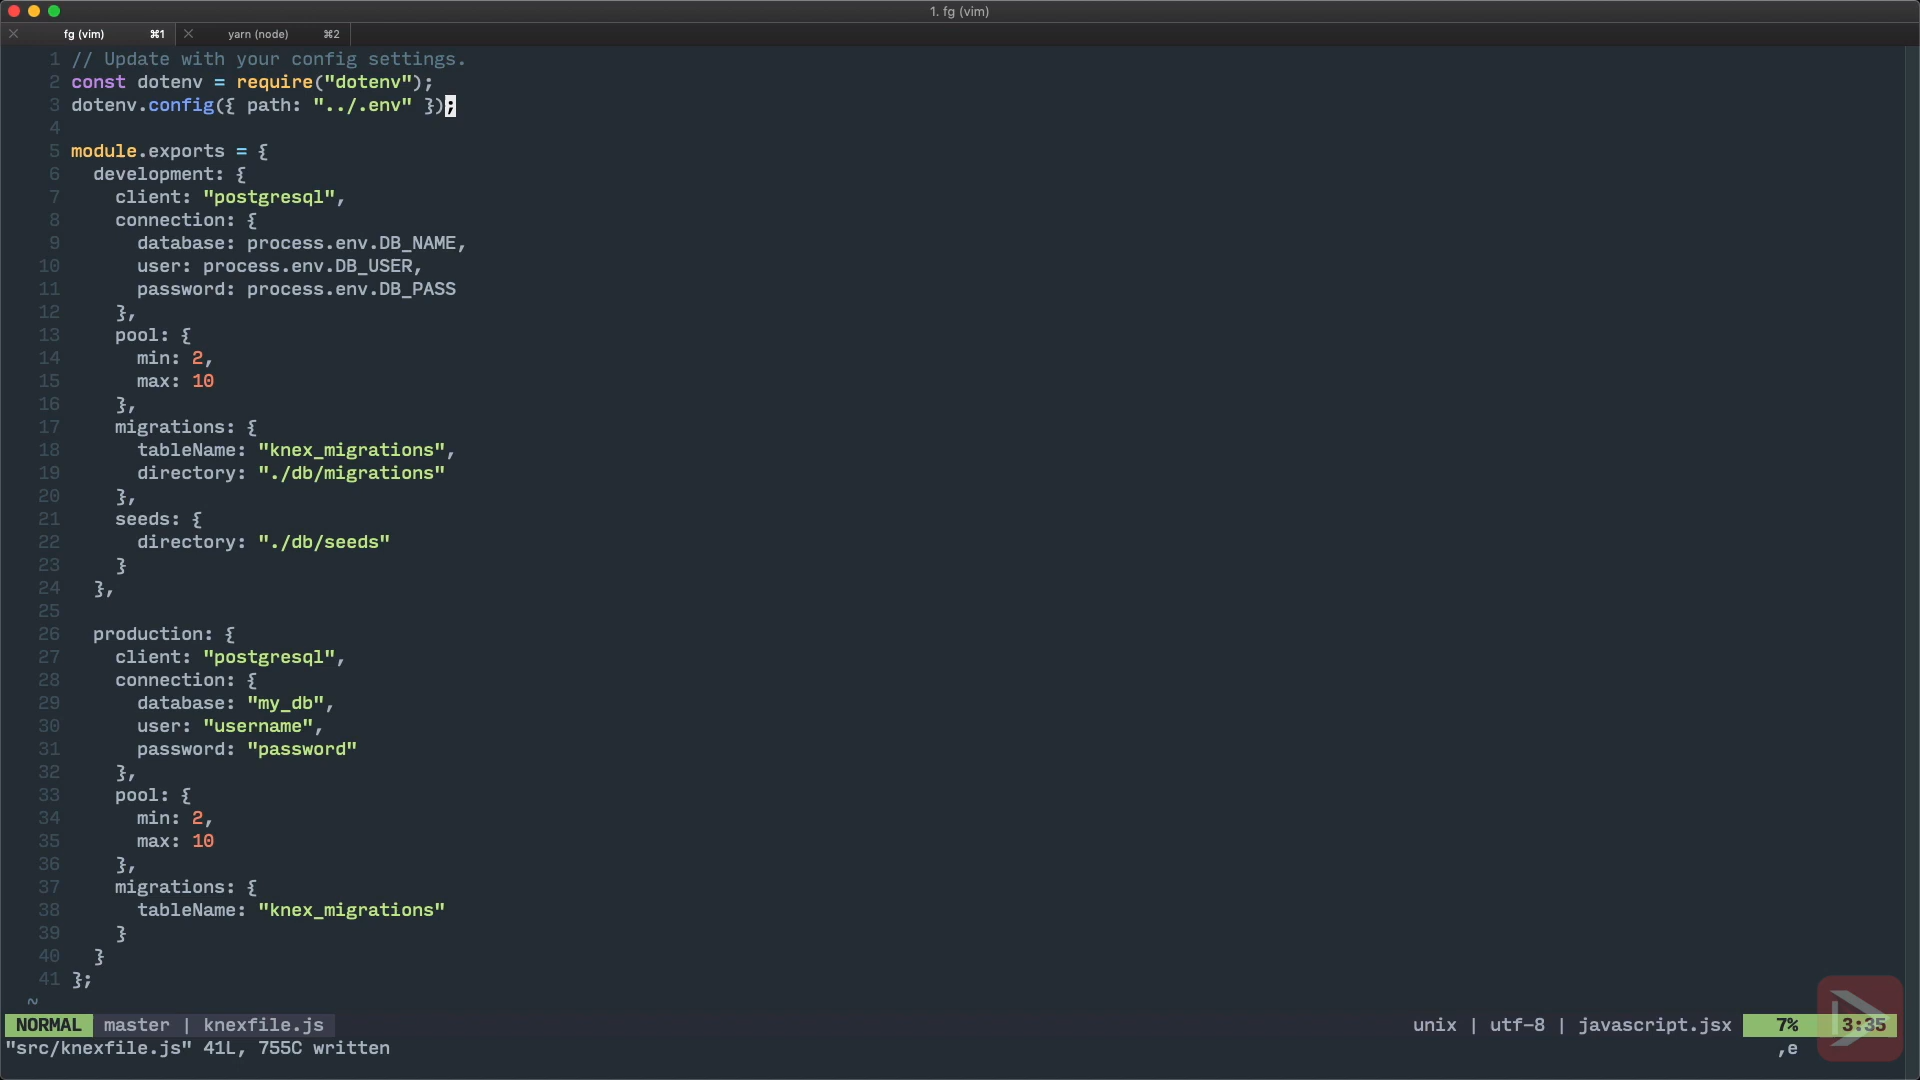 1. fg (vim)
fg (vim) ⌘1 yarn (node) ⌘2
1 // Update with your config settings.
2 const dotenv = require("dotenv");
3 dotenv.config({ path: "../.env" });
4
5 module.exports = {
6   development: {
7     client: "postgresql",
8     connection: {
9       database: process.env.DB_NAME,
10       user: process.env.DB_USER,
11       password: process.env.DB_PASS
12     },
13     pool: {
14       min: 2,
15       max: 10
16     },
17     migrations: {
18       tableName: "knex_migrations",
19       directory: "./db/migrations"
20     },
21     seeds: {
22       directory: "./db/seeds"
23     }
24   },
25
26   production: {
27     client: "postgresql",
28     connection: {
29       database: "my_db",
30       user: "username",
31       password: "password"
32     },
33     pool: {
34       min: 2,
35       max: 10
36     },
37     migrations: {
38       tableName: "knex_migrations"
39     }
40   }
41 };
~
NORMAL master | knexfile.js unix | utf-8 | javascript.jsx 7% 3:35
"src/knexfile.js" 41L, 755C written ,e